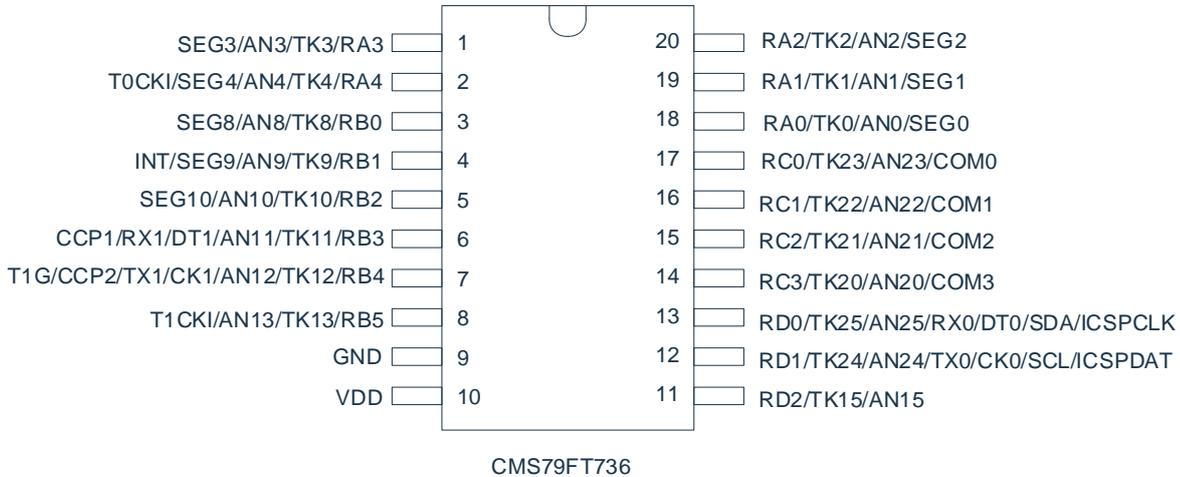 SEG3/AN3/TK3/RA3 1 20 RA2/TK2/AN2/SEG2
T0CKI/SEG4/AN4/TK4/RA4 2 19 RA1/TK1/AN1/SEG1
SEG8/AN8/TK8/RB0 3 18 RA0/TK0/AN0/SEG0
INT/SEG9/AN9/TK9/RB1 4 17 RC0/TK23/AN23/COM0
SEG10/AN10/TK10/RB2 5 16 RC1/TK22/AN22/COM1
CCP1/RX1/DT1/AN11/TK11/RB3 6 15 RC2/TK21/AN21/COM2
T1G/CCP2/TX1/CK1/AN12/TK12/RB4 7 14 RC3/TK20/AN20/COM3
T1CKI/AN13/TK13/RB5 8 13 RD0/TK25/AN25/RX0/DT0/SDA/ICSPCLK
GND 9 12 RD1/TK24/AN24/TX0/CK0/SCL/ICSPDAT
VDD 10 11 RD2/TK15/AN15
CMS79FT736